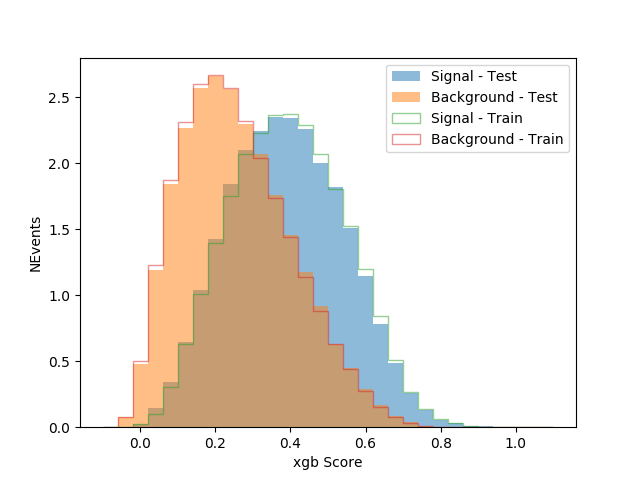 Signal - Test
Background - Test
Signal - Train
Background - Train
NEvents
2.5
2.0
1.5
1.0
0.5
0.0
0.0 0.2 0.4 0.6 0.8 1.0
xgb Score